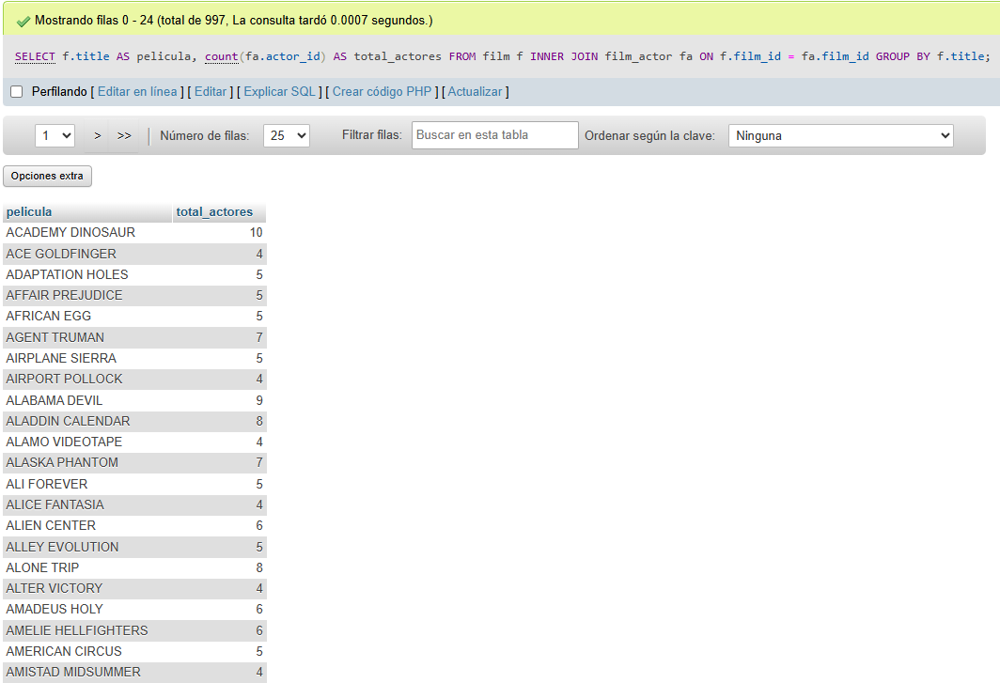 Mostrando filas 0 - 24 (total de 997, La consulta tardó 0.0007 segundos.)
SELECT f.title AS pelicula, count(fa.actor_id) AS total_actores FROM film f INNER JOIN film_actor fa ON f.film_id = fa.film_id GROUP BY f.title;
Perfilando [ Editar en línea ] [ Editar ] [ Explicar SQL ] [ Crear código PHP ] [ Actualizar ]
1 > >> | Número de filas: 25 Filtrar filas: Buscar en esta tabla Ordenar según la clave: Ninguna
Opciones extra
pelicula total_actores
ACADEMY DINOSAUR 10
ACE GOLDFINGER 4
ADAPTATION HOLES 5
AFFAIR PREJUDICE 5
AFRICAN EGG 5
AGENT TRUMAN 7
AIRPLANE SIERRA 5
AIRPORT POLLOCK 4
ALABAMA DEVIL 9
ALADDIN CALENDAR 8
ALAMO VIDEOTAPE 4
ALASKA PHANTOM 7
ALI FOREVER 5
ALICE FANTASIA 4
ALIEN CENTER 6
ALLEY EVOLUTION 5
ALONE TRIP 8
ALTER VICTORY 4
AMADEUS HOLY 6
AMELIE HELLFIGHTERS 6
AMERICAN CIRCUS 5
AMISTAD MIDSUMMER 4